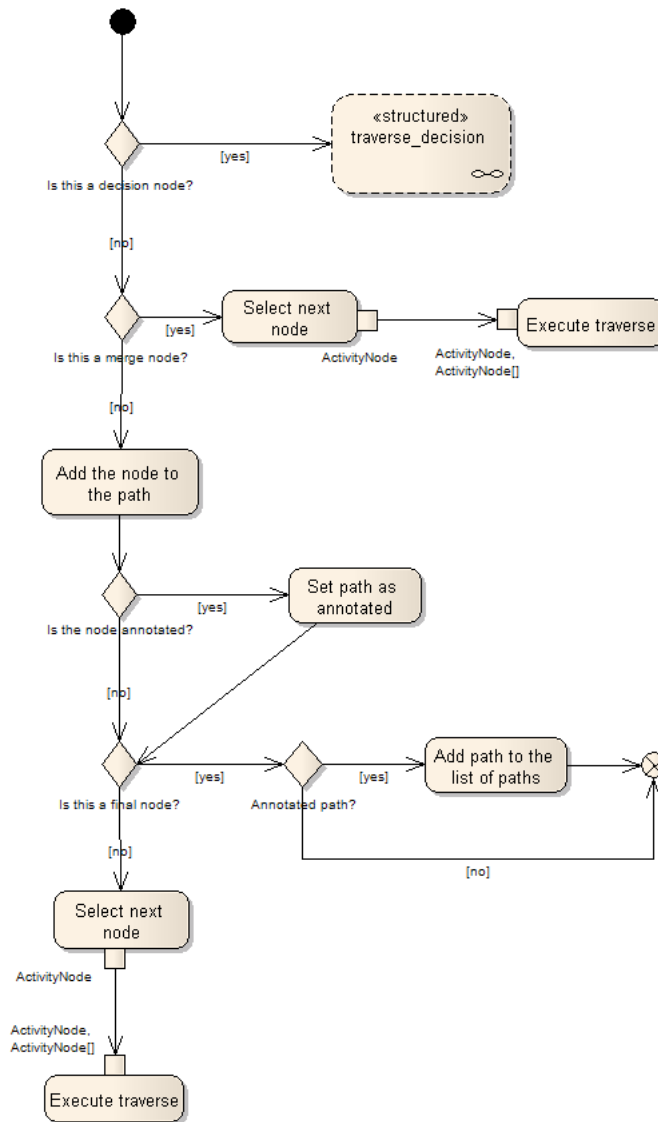 «structured»
traverse_decision
[yes]
Is this a decision node?
[no]
Select next
node
[yes]
Execute traverse
Is this a merge node?
ActivityNode
ActivityNode,
ActivityNode[]
[no]
Add the node to
the path
Set path as
annotated
[yes]
Is the node annotated?
[no]
Add path to the
list of paths
[yes]
[yes]
Is this a final node?
Annotated path?
[no]
[no]
Select next
node
ActivityNode
ActivityNode,
ActivityNode[]
Execute traverse